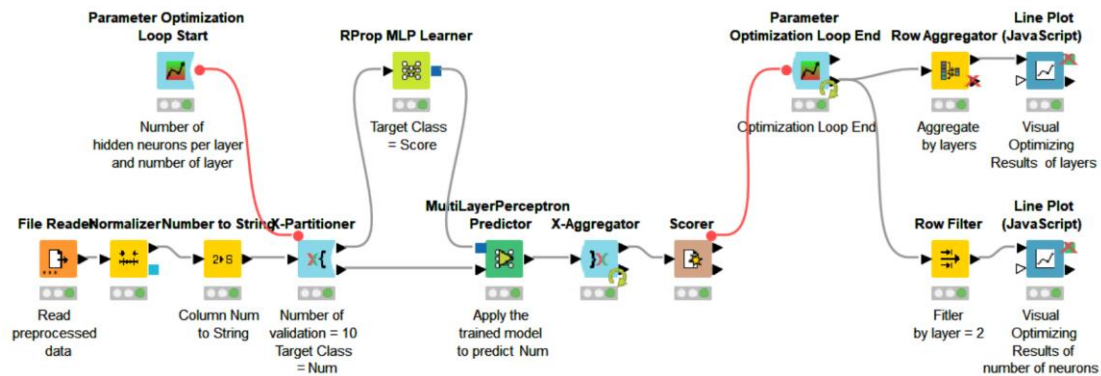 Parameter Optimization
Loop Start
Number of
hidden neurons per layer
and number of layer
RProp MLP Learner
Target Class
= Score
Parameter
Optimization Loop End
Optimization Loop End
Row Aggregator
Aggregate
by layers
Line Plot
(JavaScript)
Visual
Optimizing
Results of layers
File Reader
Read
preprocessed
data
Normalizer
Number to String
2 S
Column Num
to String
X-Partitioner
X{
Number of
validation = 10
Target Class
= Num
MultiLayerPerceptron
Predictor
Apply the
trained model
to predict Num
X-Aggregator
}X
Scorer
Row Filter
Fitler
by layer = 2
Line Plot
(JavaScript)
Visual
Optimizing
Results of
number of neurons